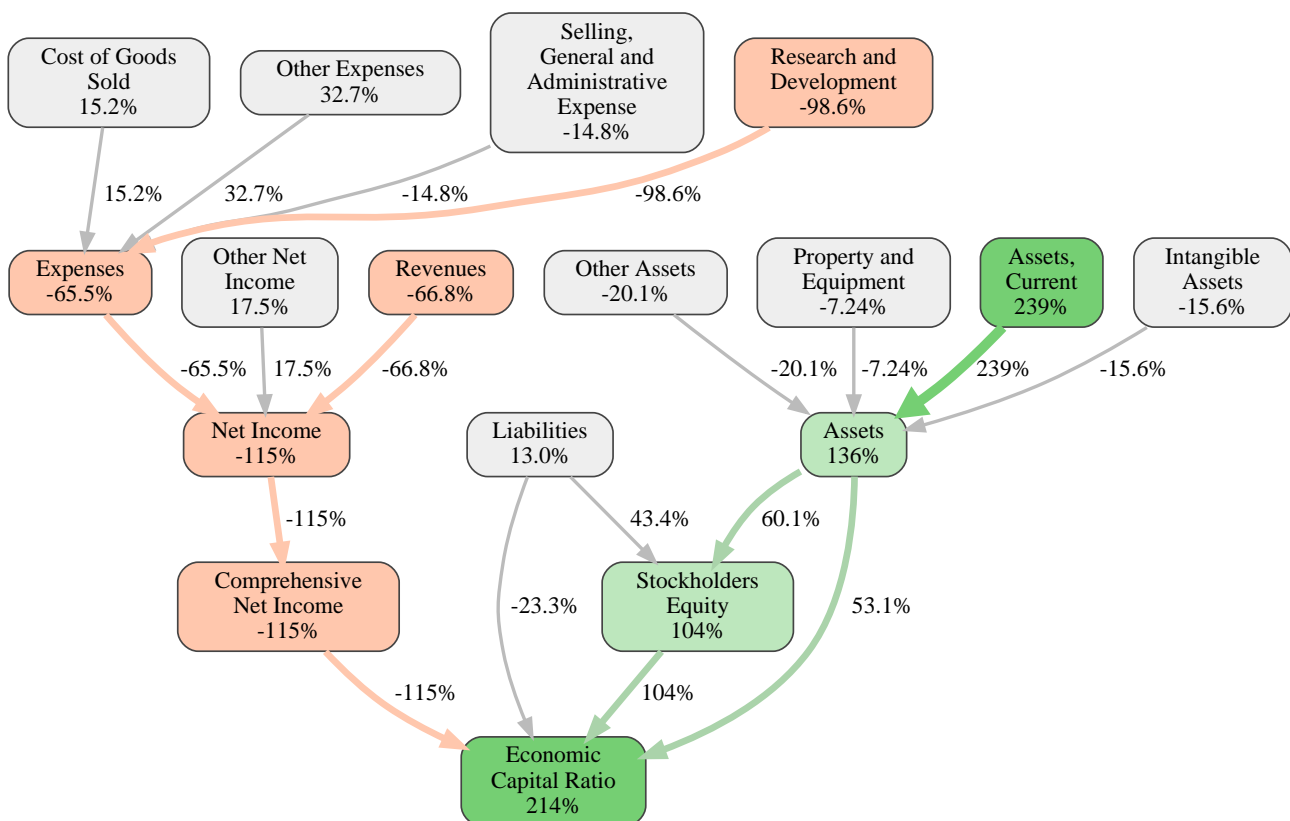 Cost of Goods
Sold
15.2%
Other Expenses
32.7%
Selling,
General and
Administrative
Expense
-14.8%
Research and
Development
-98.6%
15.2%
32.7%
-14.8%
-98.6%
Expenses
-65.5%
Other Net
Income
17.5%
Revenues
-66.8%
Other Assets
-20.1%
Property and
Equipment
-7.24%
Assets,
Current
239%
Intangible
Assets
-15.6%
-65.5%
17.5%
-66.8%
-20.1%
-7.24%
239%
-15.6%
Net Income
-115%
Liabilities
13.0%
Assets
136%
-115%
43.4%
60.1%
Comprehensive
Net Income
-115%
-23.3%
Stockholders
Equity
104%
53.1%
-115%
104%
Economic
Capital Ratio
214%